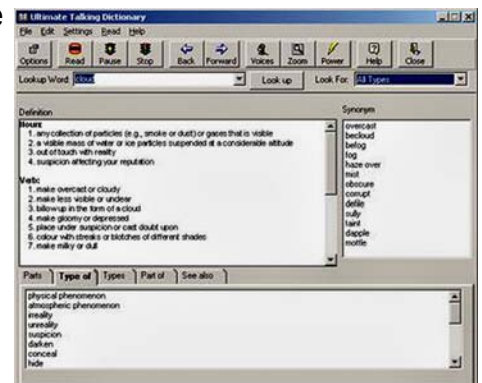 e
Ultimate Talking Dictionary
File Edit Settings Read Help
Options Read Pause Stop Back Forward Voices Zoom Power Help Close
Lookup Word: cloud Look up Look For: All Types
Definition Synonym
Noun:
1. any collection of particles (e.g., smoke or dust) or gases that is visible
2. a visible mass of water or ice particles suspended at a considerable altitude
3. out of touch with reality
4. suspicion affecting your reputation
Verb:
1. make overcast or cloudy
2. make less visible or unclear
3. billow up in the form of a cloud
4. make gloomy or depressed
5. place under suspicion or cast doubt upon
6. colour with streaks or blotches of different shades
7. make milky or dull
overcast
becloud
befog
fog
haze over
mist
obscure
corrupt
defile
sully
taint
dapple
mottle
Parts Type of Types Part of See also
physical phenomenon
atmospheric phenomenon
irreality
unreality
suspicion
darken
conceal
hide